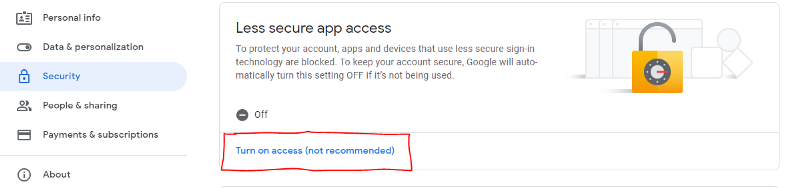 Personal info
Data & personalization
Security
People & sharing
Payments & subscriptions
About
Less secure app access
To protect your account, apps and devices that use less secure sign-in
technology are blocked. To keep your account secure, Google will auto-
matically turn this setting OFF if it's not being used.
Off
Turn on access (not recommended)